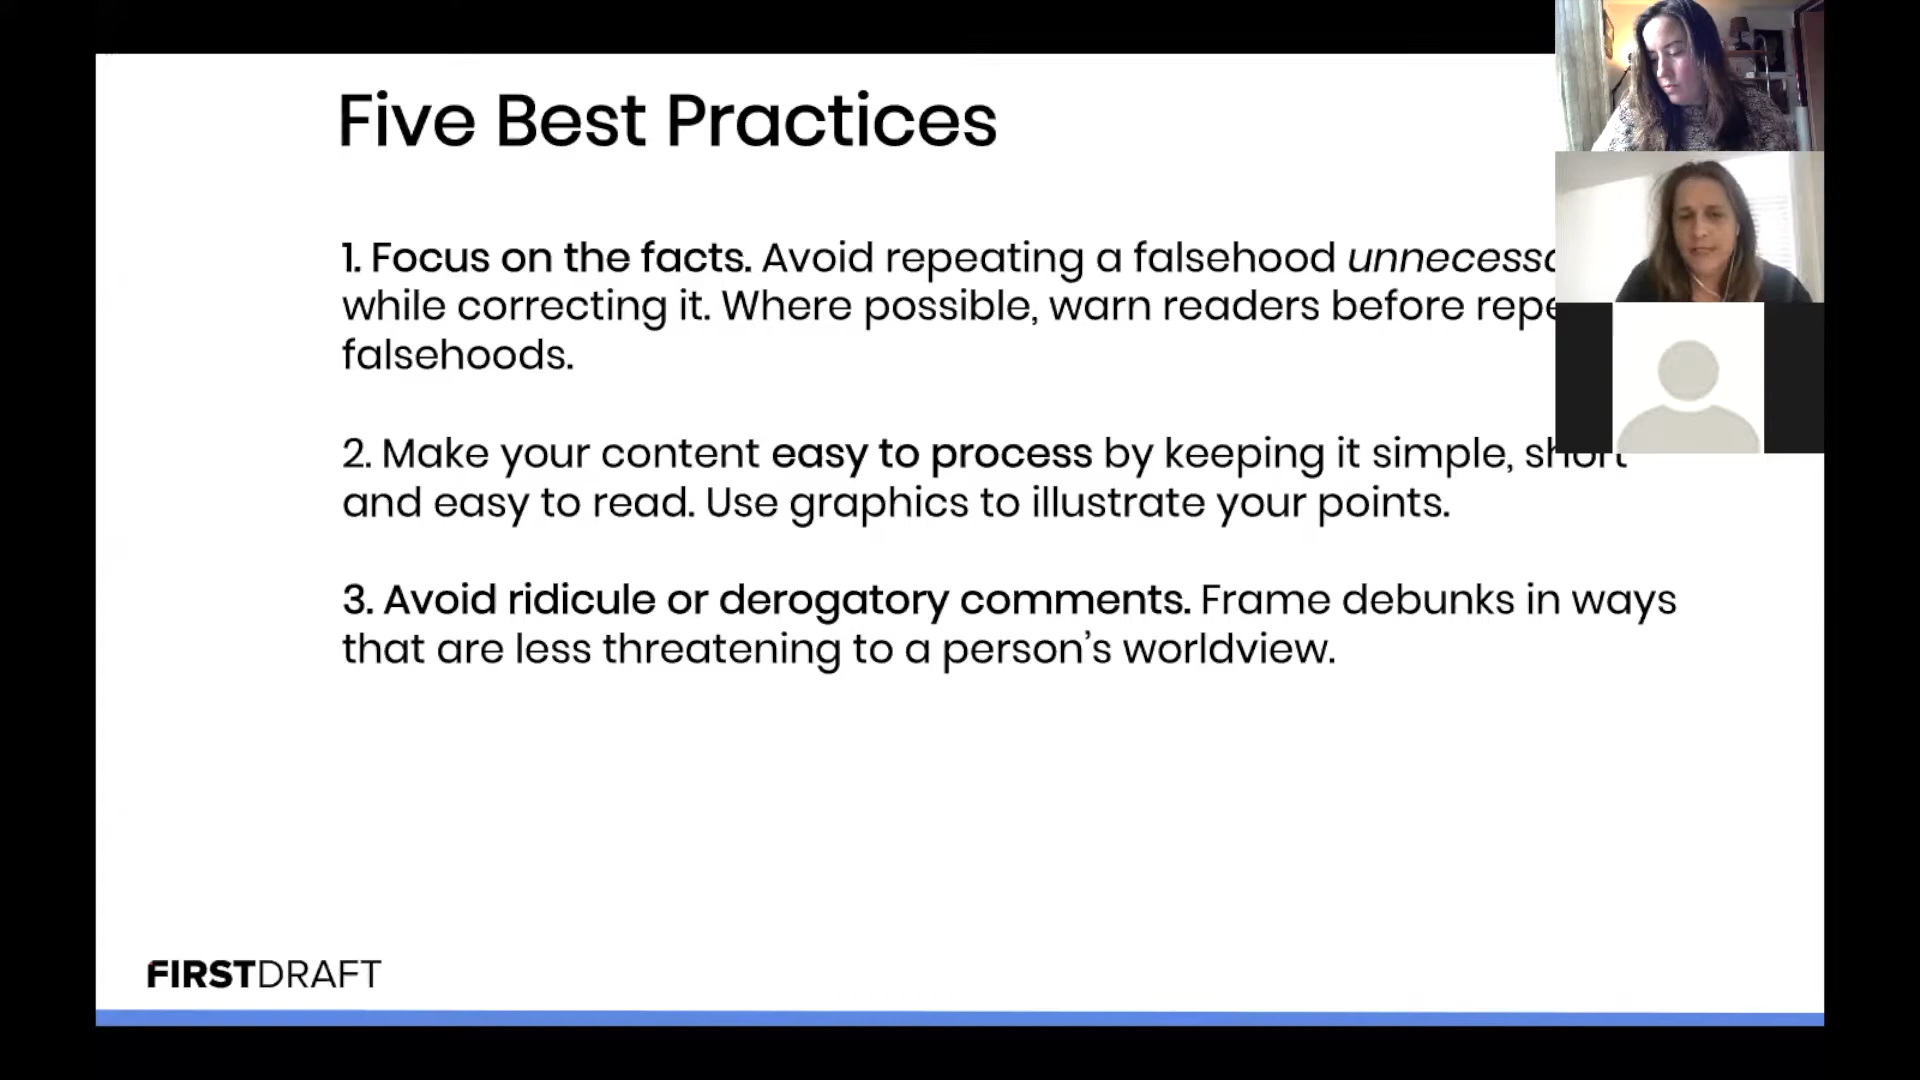 Five Best Practices
1. Focus on the facts. Avoid repeating a falsehood
while correcting it. Where possible, warn readers before
falsehoods.
2. Make your content easy to process by keeping it simple, short
and easy to read. Use graphics to illustrate your points.
3. Avoid ridicule or derogatory comments. Frame debunks in ways
that are less threatening to a person's worldview.
FIRSTDRAFT